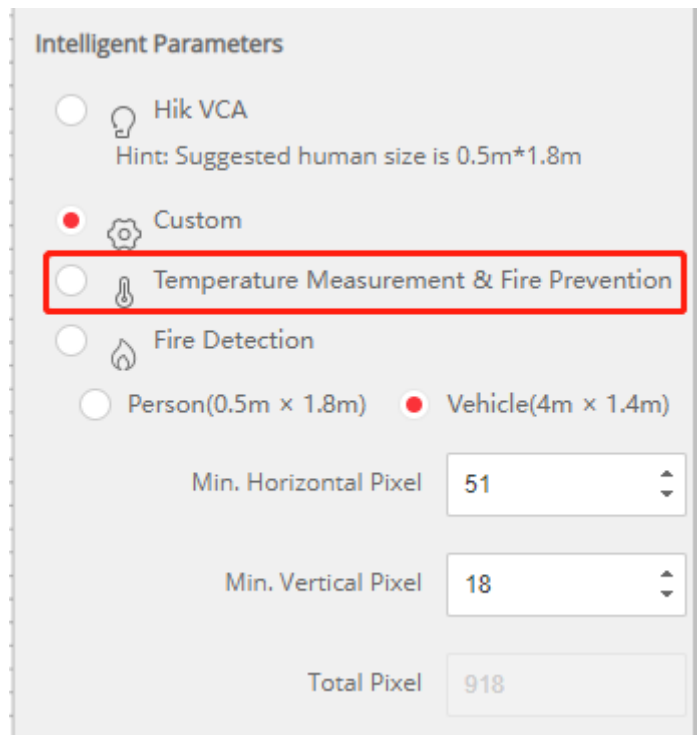 Intelligent Parameters
Hik VCA
Hint: Suggested human size is 0.5m*1.8m
Custom
Temperature Measurement & Fire Prevention
Fire Detection
Person(0.5m × 1.8m) Vehicle(4m × 1.4m)
Min. Horizontal Pixel 51
Min. Vertical Pixel 18
Total Pixel 918